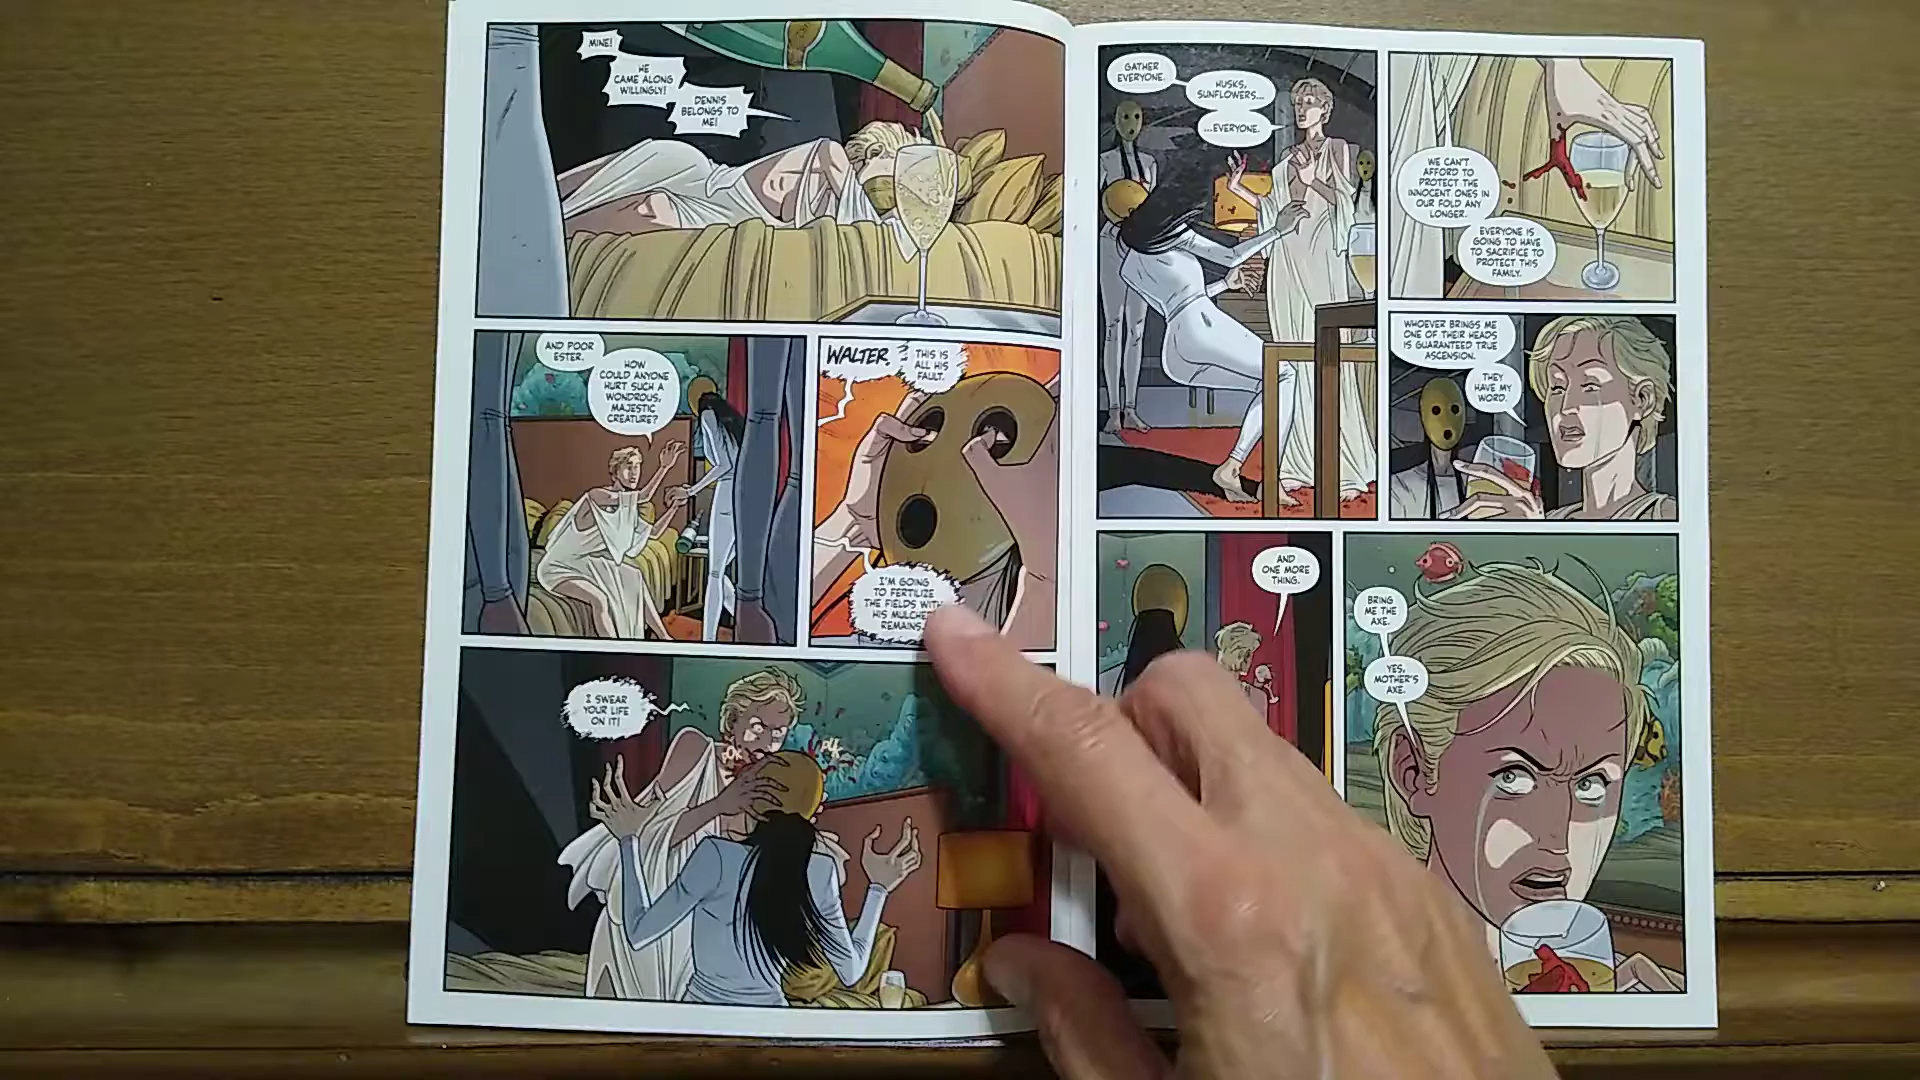 MINE!
HE
CAME ALONG
WILLINGLY!
DENNIS
BELONGS TO
ME!
AND POOR
ESTER.
HOW
COULD ANYONE
HURT SUCH A
WONDROUS,
MAJESTIC
CREATURE?
WALTER.
THIS IS
ALL HIS
FAULT.
I'M GOING
TO FERTILIZE
THE FIELDS WITH
HIS MULCHED
REMAINS.
I SWEAR
YOUR LIFE
ON IT!
GATHER
EVERYONE.
HUSKS,
SUNFLOWERS...
...EVERYONE.
WE CAN'T
AFFORD TO
PROTECT THE
INNOCENT ONES IN
OUR FOLD ANY
LONGER.
EVERYONE IS
GOING TO HAVE
TO SACRIFICE TO
PROTECT THIS
FAMILY.
WHOEVER BRINGS ME
ONE OF THEIR HEADS
IS GUARANTEED TRUE
ASCENSION.
THEY
HAVE MY
WORD.
AND
ONE MORE
THING.
BRING
ME THE
AXE.
YES,
MOTHER'S
AXE.